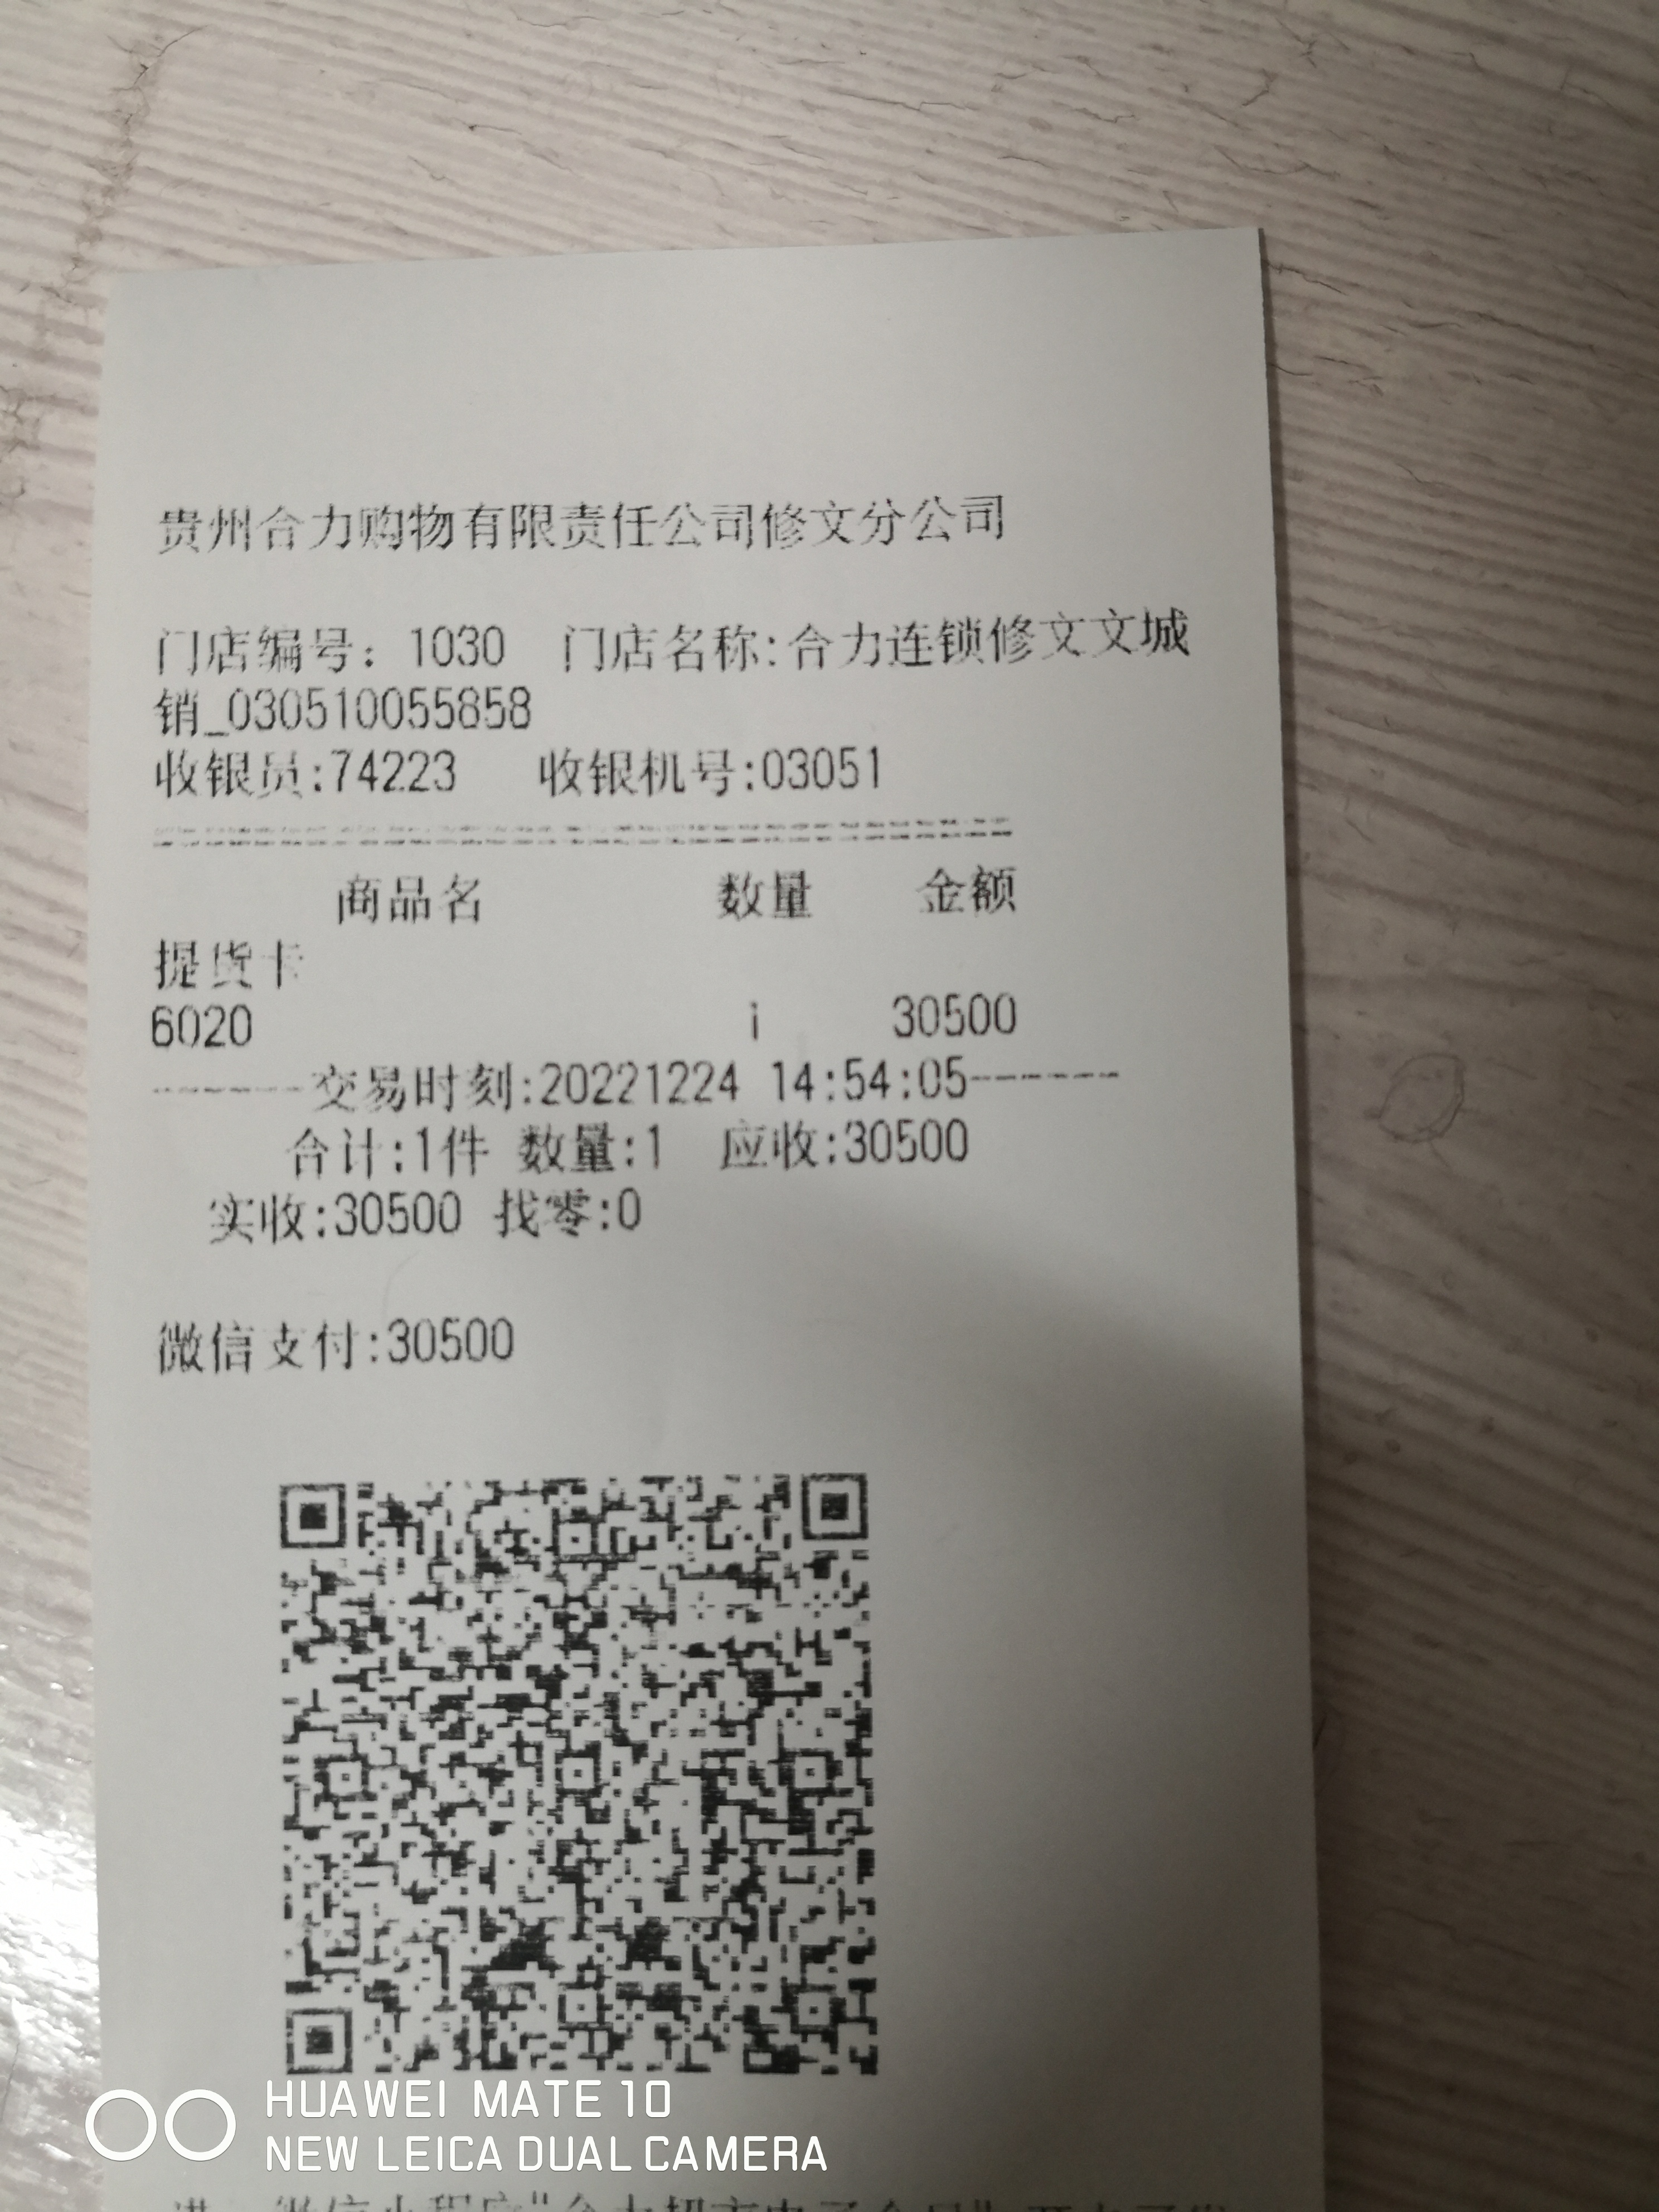 贵州合力购物有限责任公司修文分公司
门店编号：1030 门店名称:合力连锁修文文城
销_030510055858
收银员:74223 收银机号:03051
商品名 数量 金额
提货卡
6020 1 30500
------交易时刻:20221224 14:54:05------
合计:1件 数量:1 应收:30500
实收:30500 找零:0
微信支付:30500
HUAWEI MATE 10
NEW LEICA DUAL CAMERA